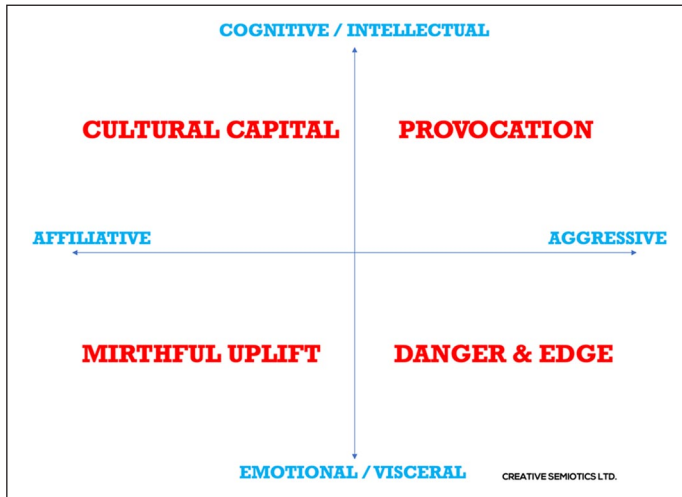 COGNITIVE / INTELLECTUAL
CULTURAL CAPITAL
PROVOCATION
AFFILIATIVE
AGGRESSIVE
MIRTHFUL UPLIFT
DANGER & EDGE
EMOTIONAL / VISCERAL
CREATIVE SEMIOTICS LTD.